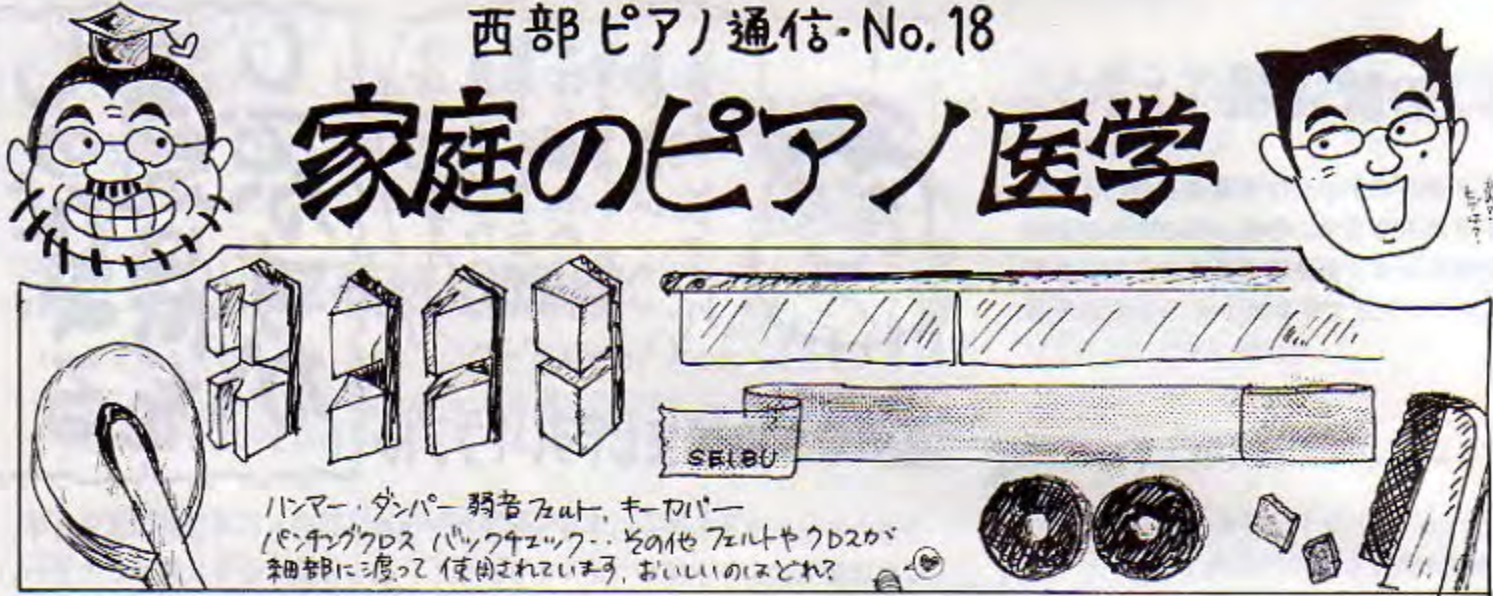 西部ピアノ通信・No.18
家庭のピアノ医学
SEIBU
ハンマー・ダンパー 弱音フェルト、キーカバー
パンチングクロス バックチェック・・その他 フェルトやクロスが
細部に渡って 使用されています。おいしいのはどれ?